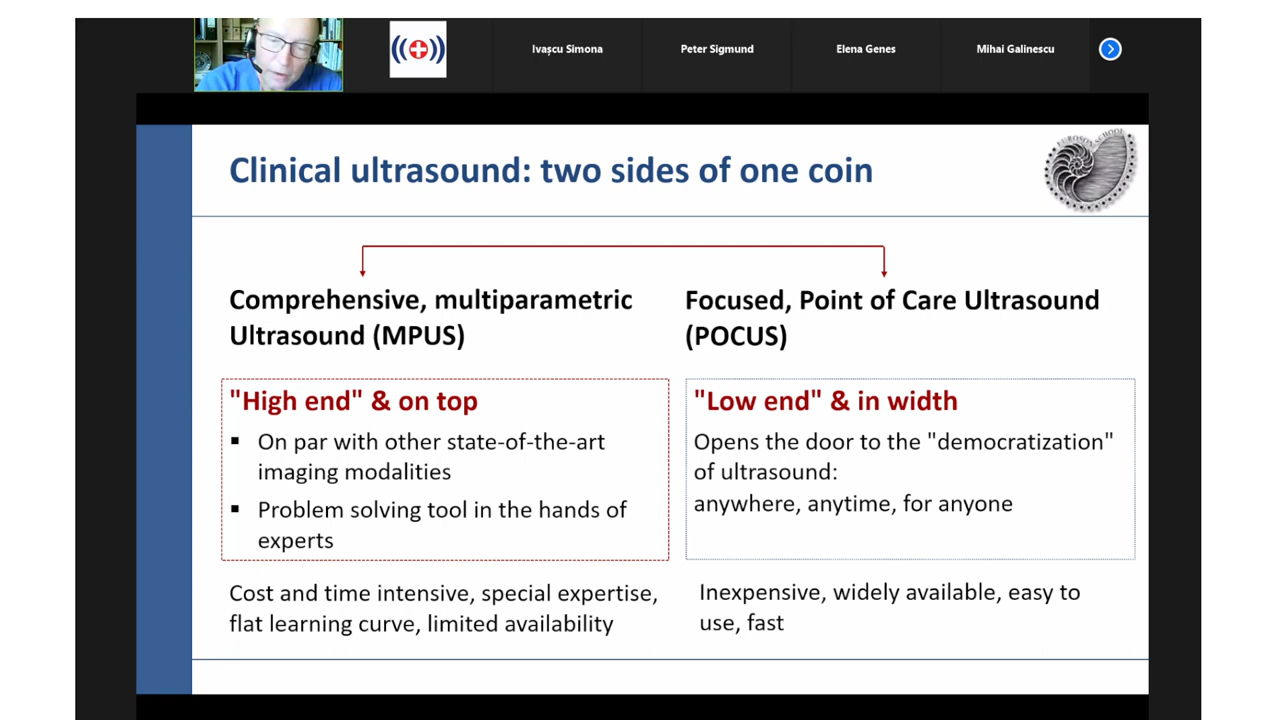 Ivașcu Simona
Peter Sigmund
Elena Genes
Mihai Galinescu
EUROSON SCHOOL
Clinical ultrasound: two sides of one coin
Comprehensive, multiparametric
Ultrasound (MPUS)
"High end" & on top
▪ On par with other state-of-the-art
imaging modalities
▪ Problem solving tool in the hands of
experts
Cost and time intensive, special expertise,
flat learning curve, limited availability
Focused, Point of Care Ultrasound
(POCUS)
"Low end" & in width
Opens the door to the "democratization"
of ultrasound:
anywhere, anytime, for anyone
Inexpensive, widely available, easy to
use, fast